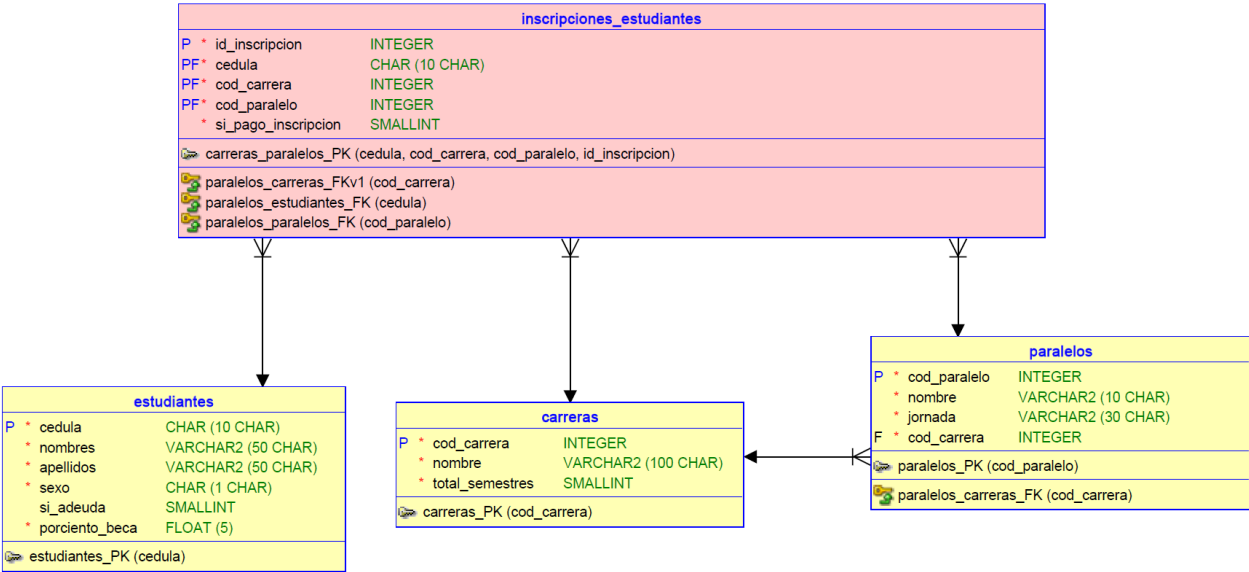 inscripciones_estudiantes
P * id_inscripcion INTEGER
PF* cedula CHAR (10 CHAR)
PF* cod_carrera INTEGER
PF* cod_paralelo INTEGER
* si_pago_inscripcion SMALLINT
carreras_paralelos_PK (cedula, cod_carrera, cod_paralelo, id_inscripcion)
paralelos_carreras_FKv1 (cod_carrera)
paralelos_estudiantes_FK (cedula)
paralelos_paralelos_FK (cod_paralelo)
estudiantes
P * cedula CHAR (10 CHAR)
* nombres VARCHAR2 (50 CHAR)
* apellidos VARCHAR2 (50 CHAR)
* sexo CHAR (1 CHAR)
si_adeuda SMALLINT
* porciento_beca FLOAT (5)
estudiantes_PK (cedula)
carreras
P * cod_carrera INTEGER
* nombre VARCHAR2 (100 CHAR)
* total_semestres SMALLINT
carreras_PK (cod_carrera)
paralelos
P * cod_paralelo INTEGER
* nombre VARCHAR2 (10 CHAR)
* jornada VARCHAR2 (30 CHAR)
F * cod_carrera INTEGER
paralelos_PK (cod_paralelo)
paralelos_carreras_FK (cod_carrera)